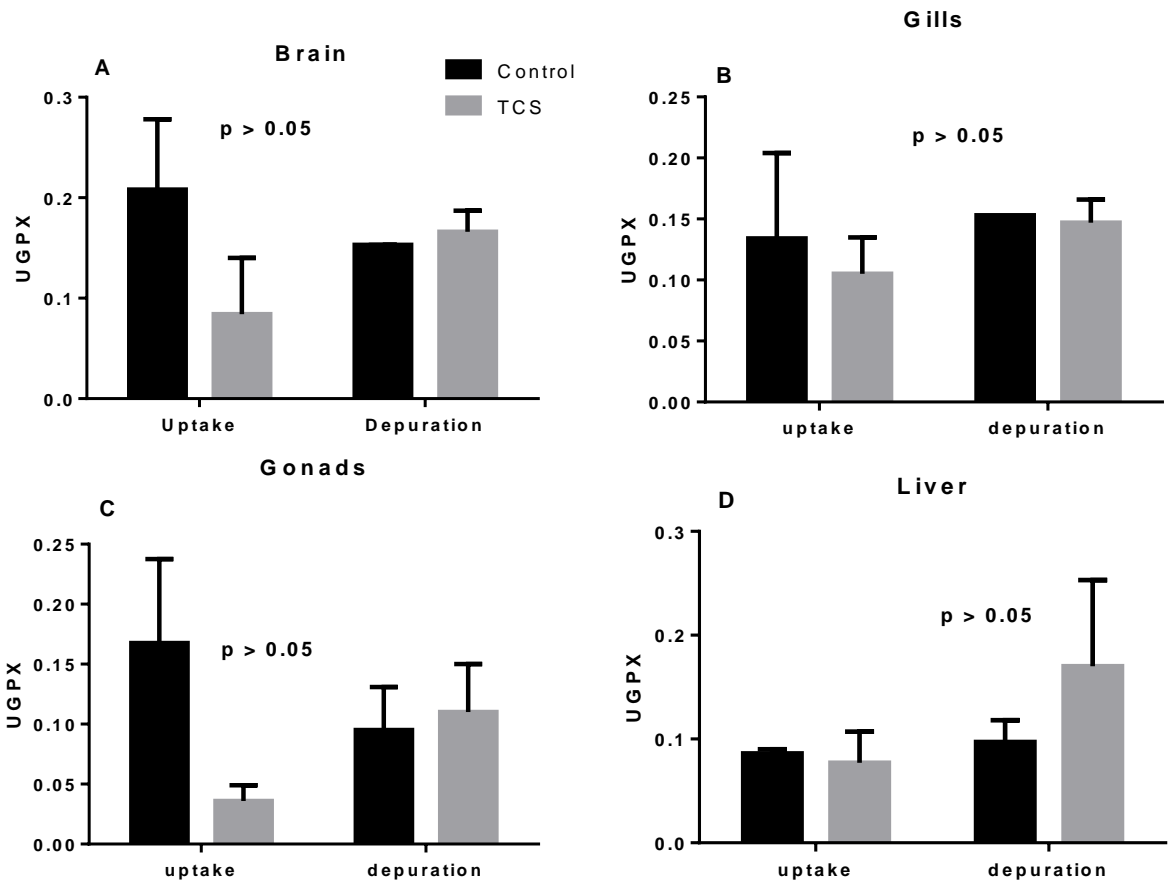 Brain
A
Control
TCS
p > 0.05
0.3
0.2
0.1
0.0
UGPX
Uptake Depuration
Gills
B
p > 0.05
0.25
0.20
0.15
0.10
0.05
0.00
UGPX
uptake depuration
Gonads
C
p > 0.05
0.25
0.20
0.15
0.10
0.05
0.00
UGPX
uptake depuration
Liver
D
p > 0.05
0.3
0.2
0.1
0.0
UGPX
uptake depuration